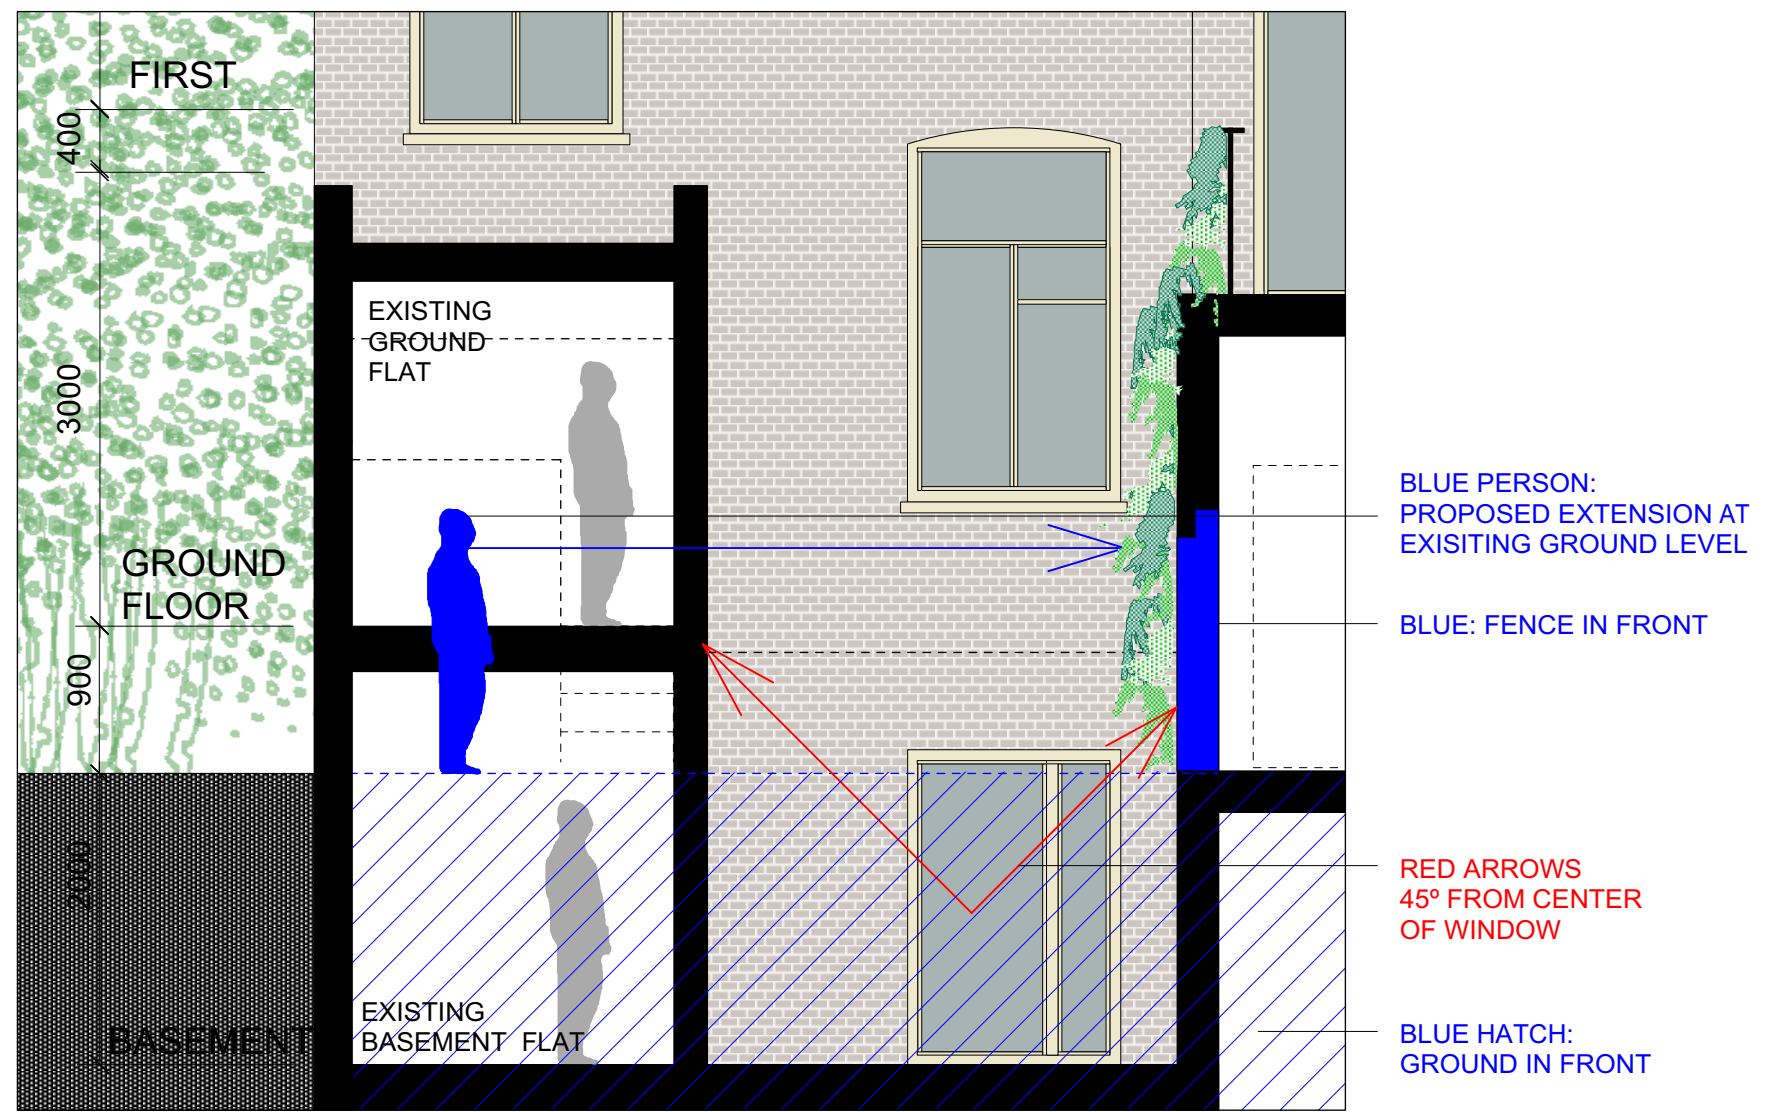 FIRST
400
3000
GROUND
FLOOR
900
2000
BASEMENT
EXISTING
GROUND
FLAT
EXISTING
BASEMENT FLAT
BLUE PERSON:
PROPOSED EXTENSION AT
EXISITING GROUND LEVEL
BLUE: FENCE IN FRONT
RED ARROWS
45º FROM CENTER
OF WINDOW
BLUE HATCH:
GROUND IN FRONT